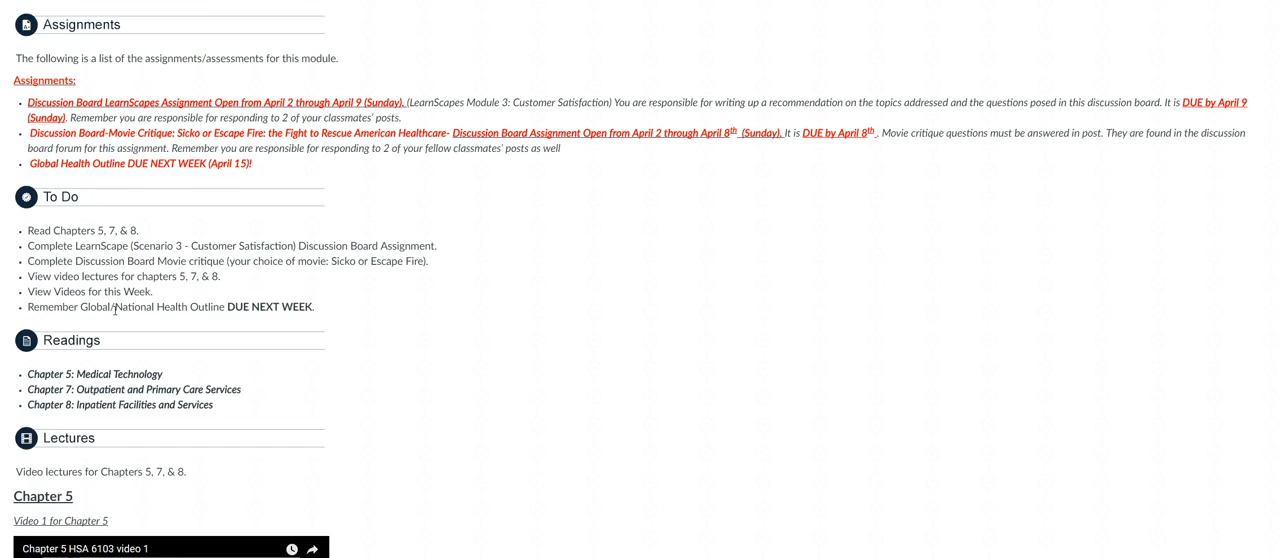 Assignments
The following is a list of the assignments/assessments for this module.
Assignments:
• Discussion Board LearnScapes Assignment Open from April 2 through April 9 (Sunday). (LearnScapes Module 3: Customer Satisfaction) You are responsible for writing up a recommendation on the topics addressed and the questions posed in this discussion board. It is DUE by April 9
(Sunday). Remember you are responsible for responding to 2 of your classmates' posts.
• Discussion Board-Movie Critique: Sicko or Escape Fire: the Fight to Rescue American Healthcare- Discussion Board Assignment Open from April 2 through April 8th (Sunday). It is DUE by April 8th . Movie critique questions must be answered in post. They are found in the discussion
board forum for this assignment. Remember you are responsible for responding to 2 of your fellow classmates' posts as well
• Global Health Outline DUE NEXT WEEK (April 15)!
To Do
• Read Chapters 5, 7, & 8.
• Complete LearnScape (Scenario 3 - Customer Satisfaction) Discussion Board Assignment.
• Complete Discussion Board Movie critique (your choice of movie: Sicko or Escape Fire).
• View video lectures for chapters 5, 7, & 8.
• View Videos for this Week.
• Remember Global/National Health Outline DUE NEXT WEEK.
Readings
• Chapter 5: Medical Technology
• Chapter 7: Outpatient and Primary Care Services
• Chapter 8: Inpatient Facilities and Services
Lectures
Video lectures for Chapters 5, 7, & 8.
Chapter 5
Video 1 for Chapter 5
Chapter 5 HSA 6103 video 1